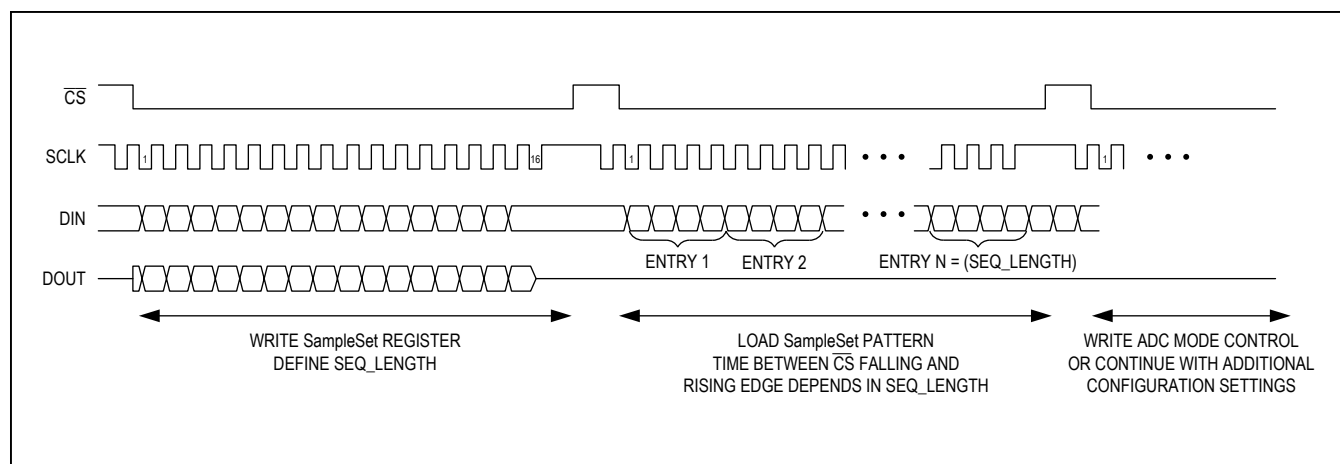 CS
SCLK
1
16
1
1
DIN
ENTRY 1
ENTRY 2
ENTRY N = (SEQ_LENGTH)
DOUT
WRITE SampleSet REGISTER
DEFINE SEQ_LENGTH
LOAD SampleSet PATTERN
TIME BETWEEN CS FALLING AND
RISING EDGE DEPENDS IN SEQ_LENGTH
WRITE ADC MODE CONTROL
OR CONTINUE WITH ADDITIONAL
CONFIGURATION SETTINGS